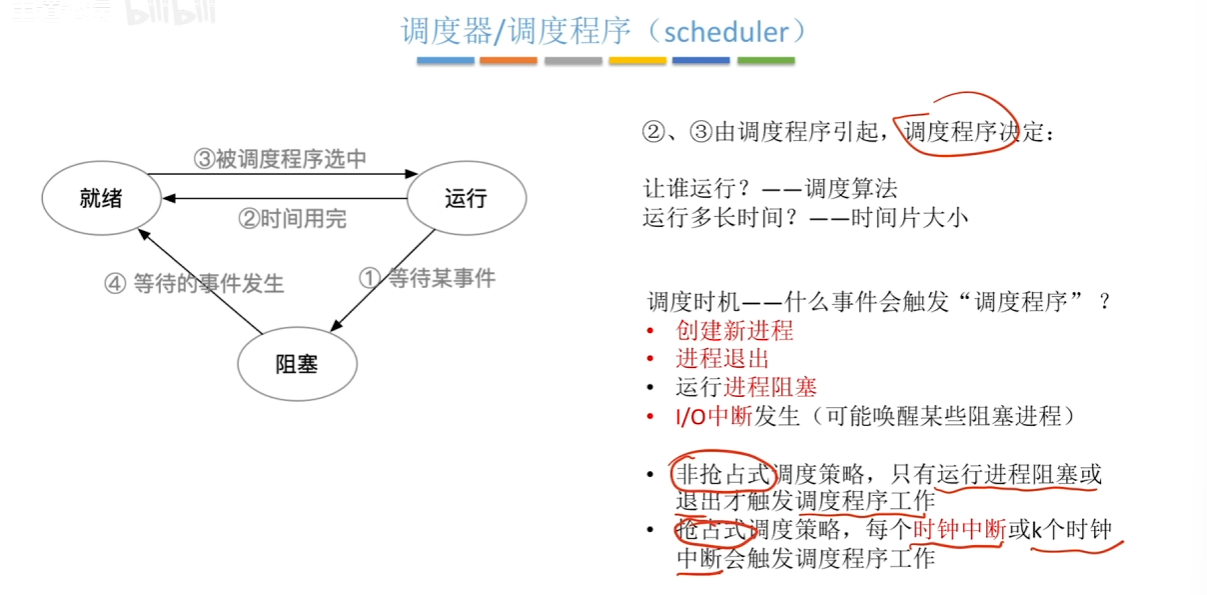 bilibili
调度器/调度程序（scheduler）
②、③由调度程序引起，调度程序决定：
③被调度程序选中
就绪
运行
让谁运行？——调度算法
运行多长时间？——时间片大小
②时间用完
④ 等待的事件发生
① 等待某事件
调度时机——什么事件会触发“调度程序”？
• 创建新进程
• 进程退出
阻塞
• 运行进程阻塞
• I/O中断发生（可能唤醒某些阻塞进程）
• 非抢占式调度策略，只有运行进程阻塞或
退出才触发调度程序工作
• 抢占式调度策略，每个时钟中断或k个时钟
中断会触发调度程序工作